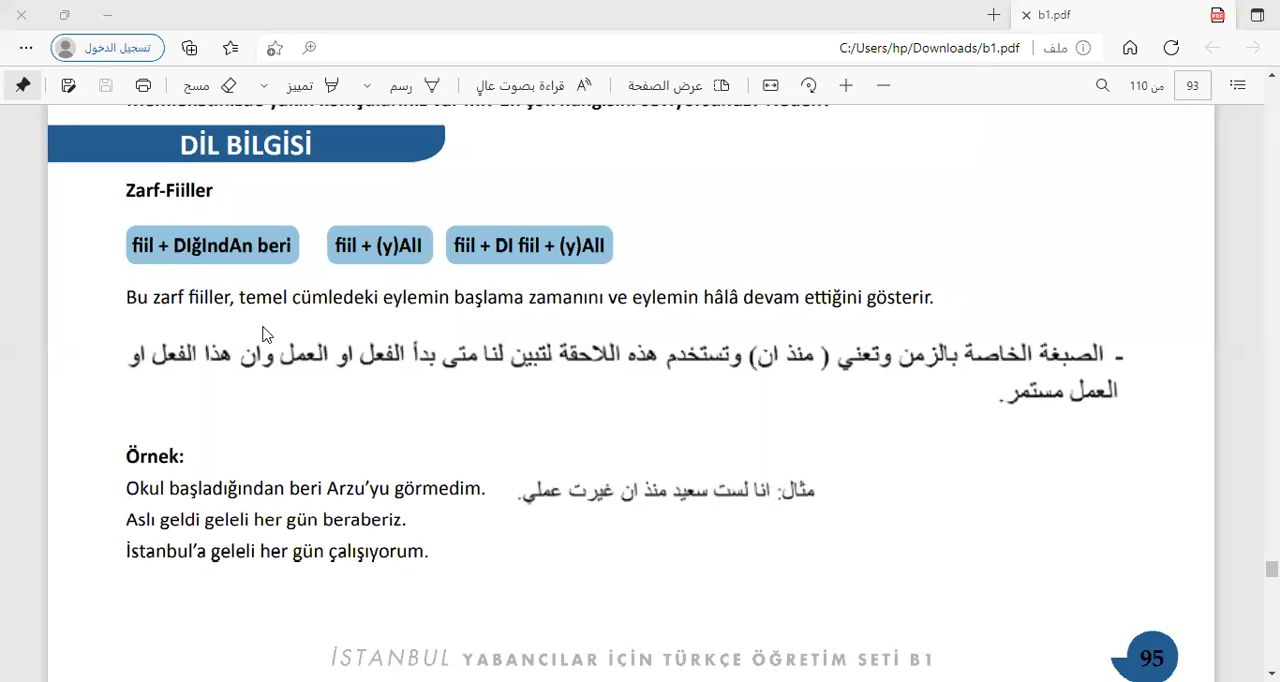 b1.pdf
تسجيل الدخول
ملف
C:/Users/hp/Downloads/b1.pdf
مسح
تمييز
رسم
قراءة بصوت عالٍ
عرض الصفحة
من 110
93
DİL BİLGİSİ
Zarf-Fiiller
fiil + DIğIndAn beri
fiil + (y)AlI
fiil + DI fiil + (y)AlI
Bu zarf fiiller, temel cümledeki eylemin başlama zamanını ve eylemin hâlâ devam ettiğini gösterir.
- الصبغة الخاصة بالزمن وتعني ( منذ ان) وتستخدم هذه اللاحقة لتبين لنا متى بدأ الفعل او العمل وان هذا الفعل او
العمل مستمر.
Örnek:
Okul başladığından beri Arzu’yu görmedim.
مثال: انا لست سعيد منذ ان غيرت عملي.
Aslı geldi geleli her gün beraberiz.
İstanbul’a geleli her gün çalışıyorum.
İSTANBUL YABANCILAR İÇİN TÜRKÇE ÖĞRETİM SETİ B1
95